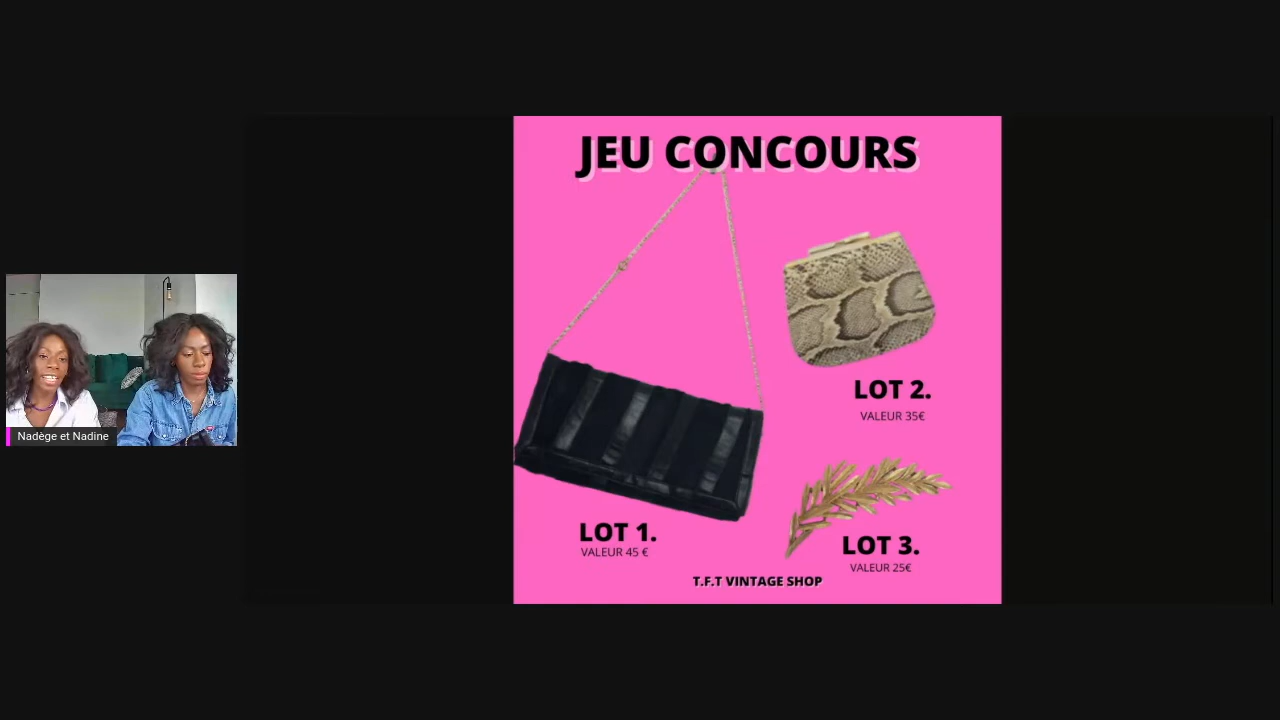 JEU CONCOURS
LOT 2.
VALEUR 35€
Nadège et Nadine
LOT 1.
VALEUR 45 €
LOT 3.
VALEUR 25€
T.F.T VINTAGE SHOP